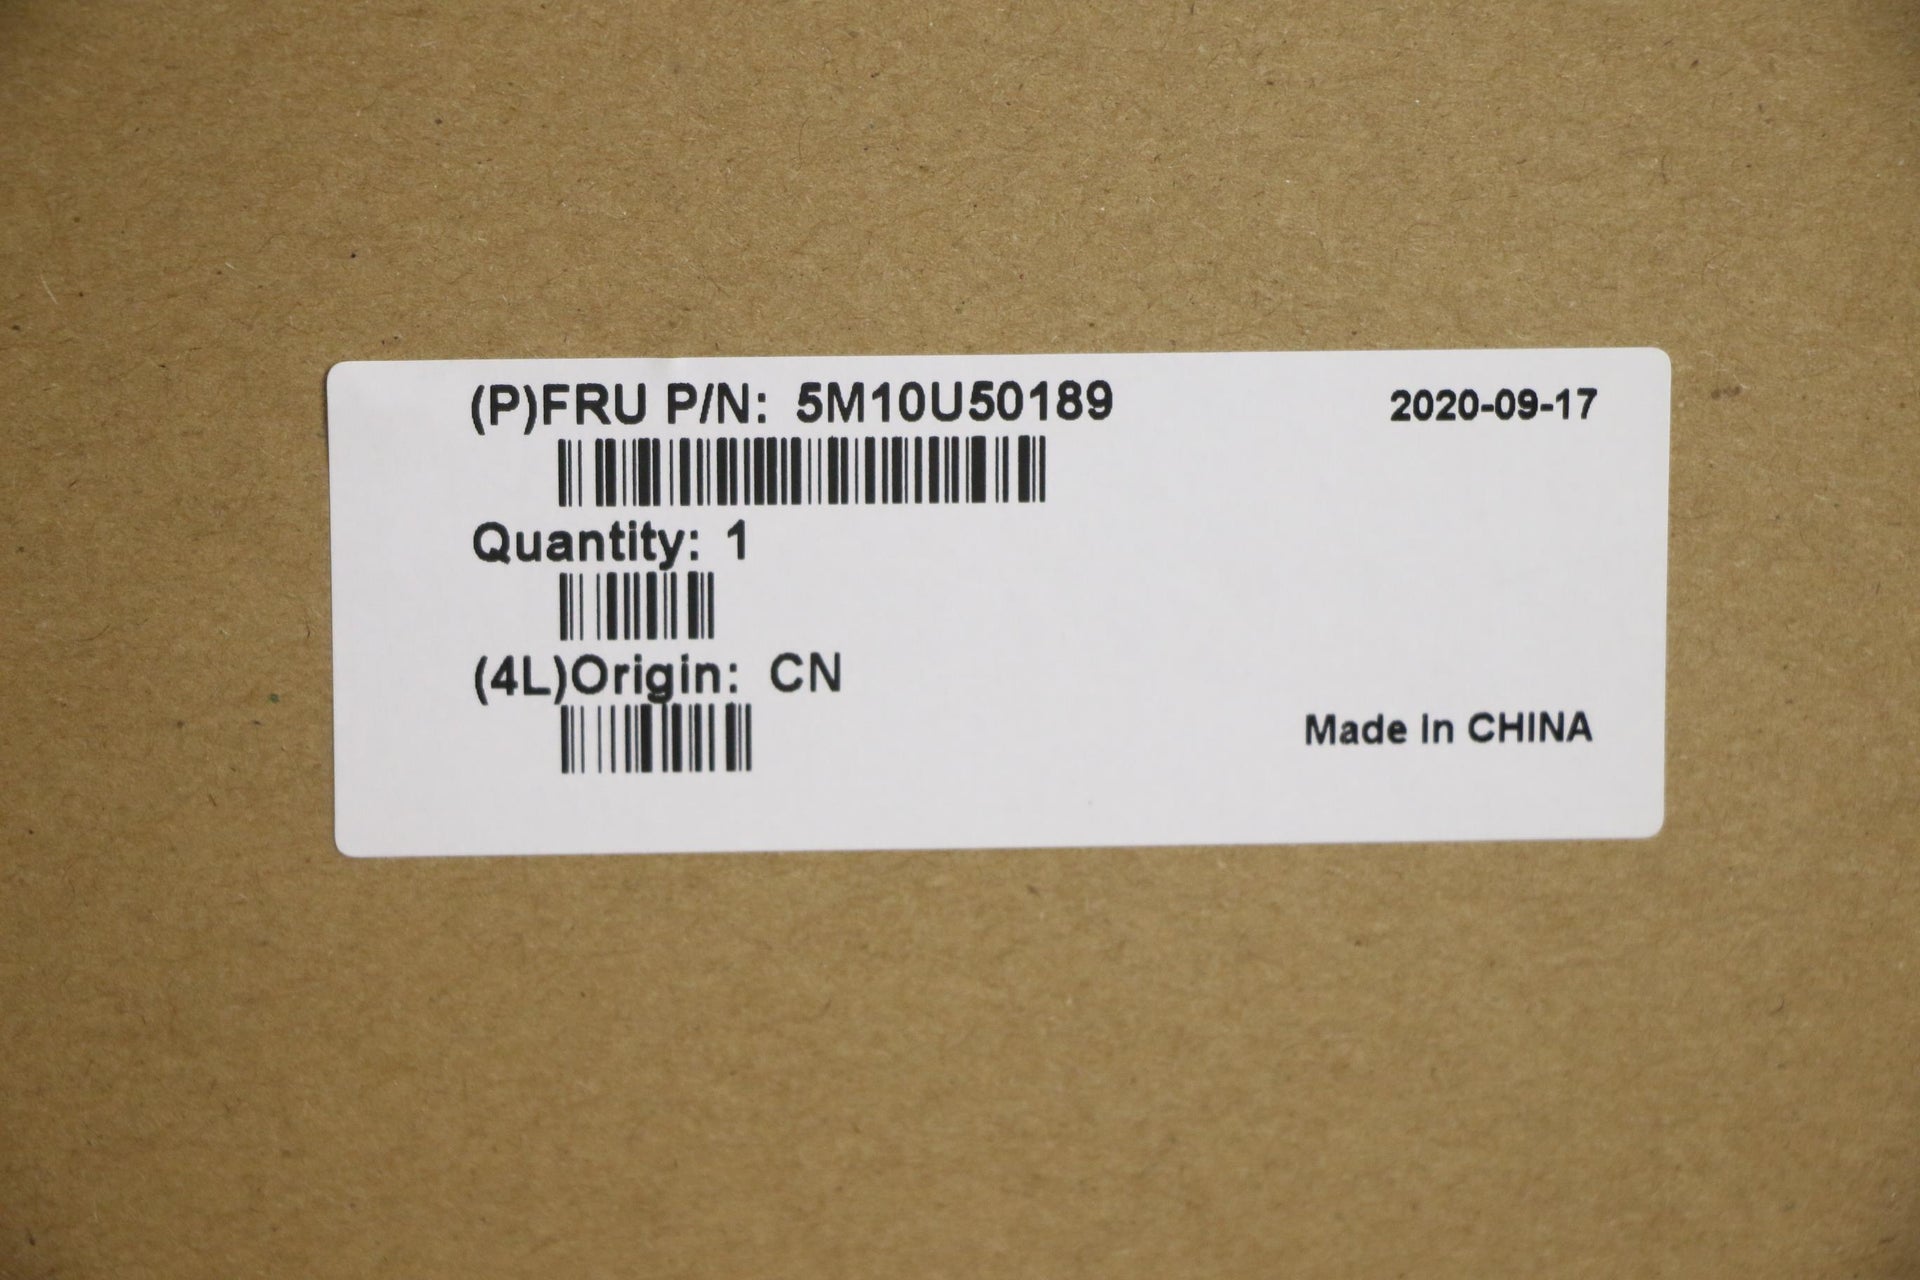 (P)FRU P/N: 5M10U50189
2020-09-17
Quantity: 1
(4L)Origin: CN
Made In CHINA